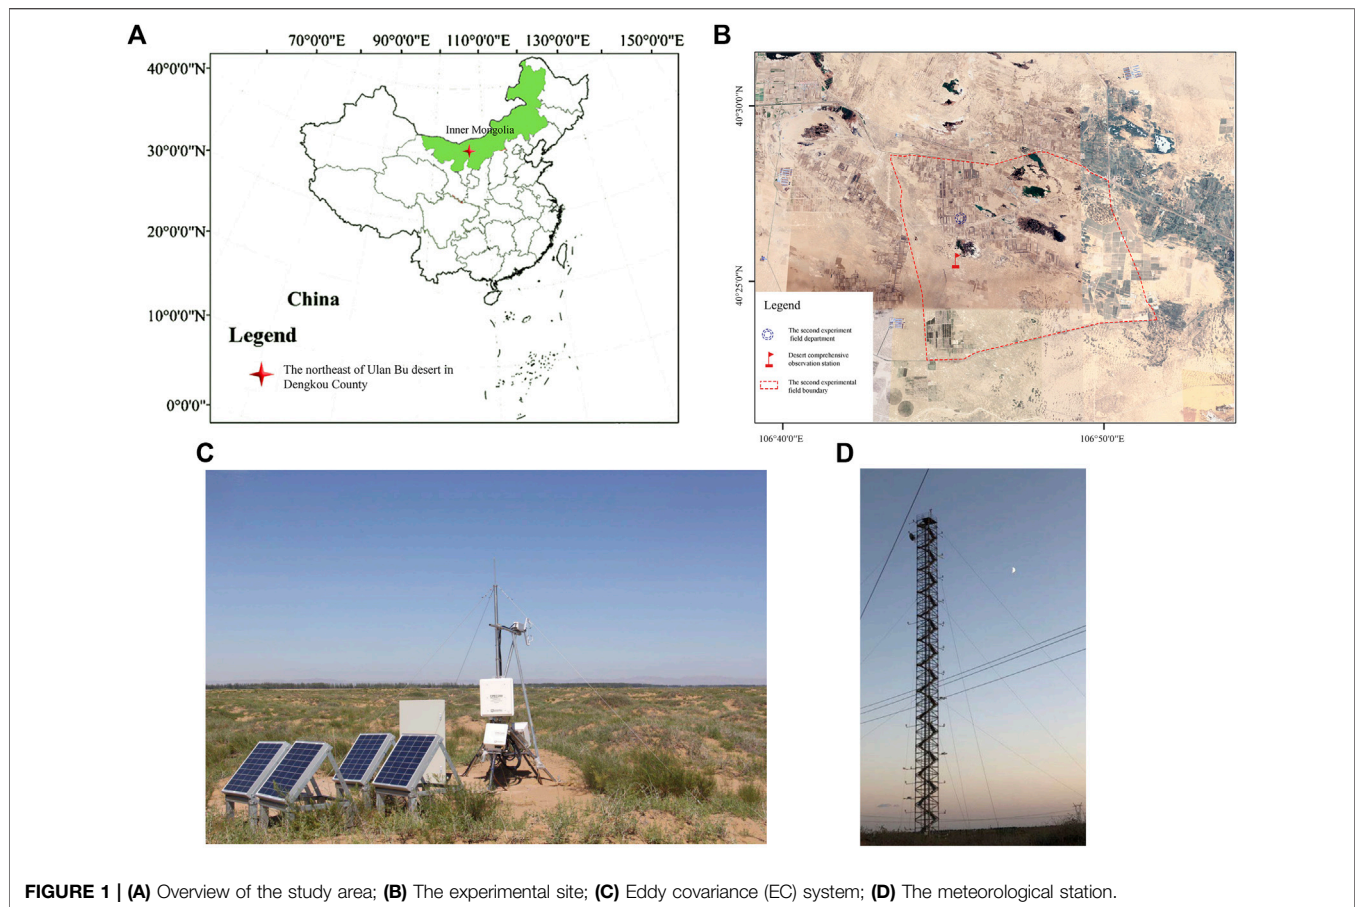 A
70°0'0"E 90°0'0"E 110°0'0"E 130°0'0"E 150°0'0"E
40°0'0"N
30°0'0"N
20°0'0"N
10°0'0"N
0°0'0"N
Inner Mongolia
China
Legend
The northeast of Ulan Bu desert in
Dengkou County
B
40°30'0"N
40°25'0"N
Legend
The second experiment
field department
Desert comprehensive
observation station
The second experimental
field boundary
106°40'0"E 106°50'0"E
C
D
FIGURE 1 | (A) Overview of the study area; (B) The experimental site; (C) Eddy covariance (EC) system; (D) The meteorological station.